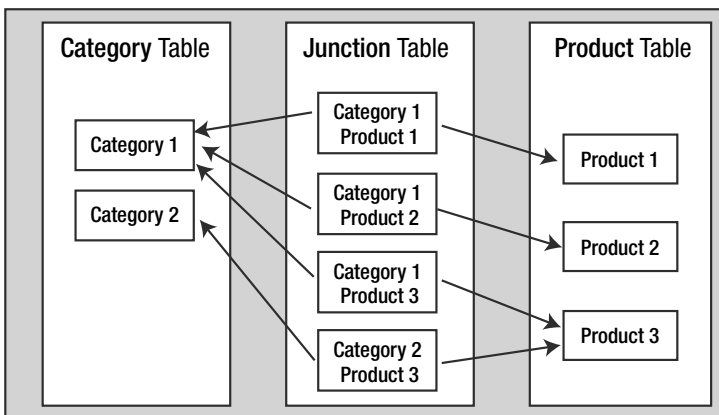 Category Table
Category 1
Category 2
Junction Table
Category 1
Product 1
Category 1
Product 2
Category 1
Product 3
Category 2
Product 3
Product Table
Product 1
Product 2
Product 3